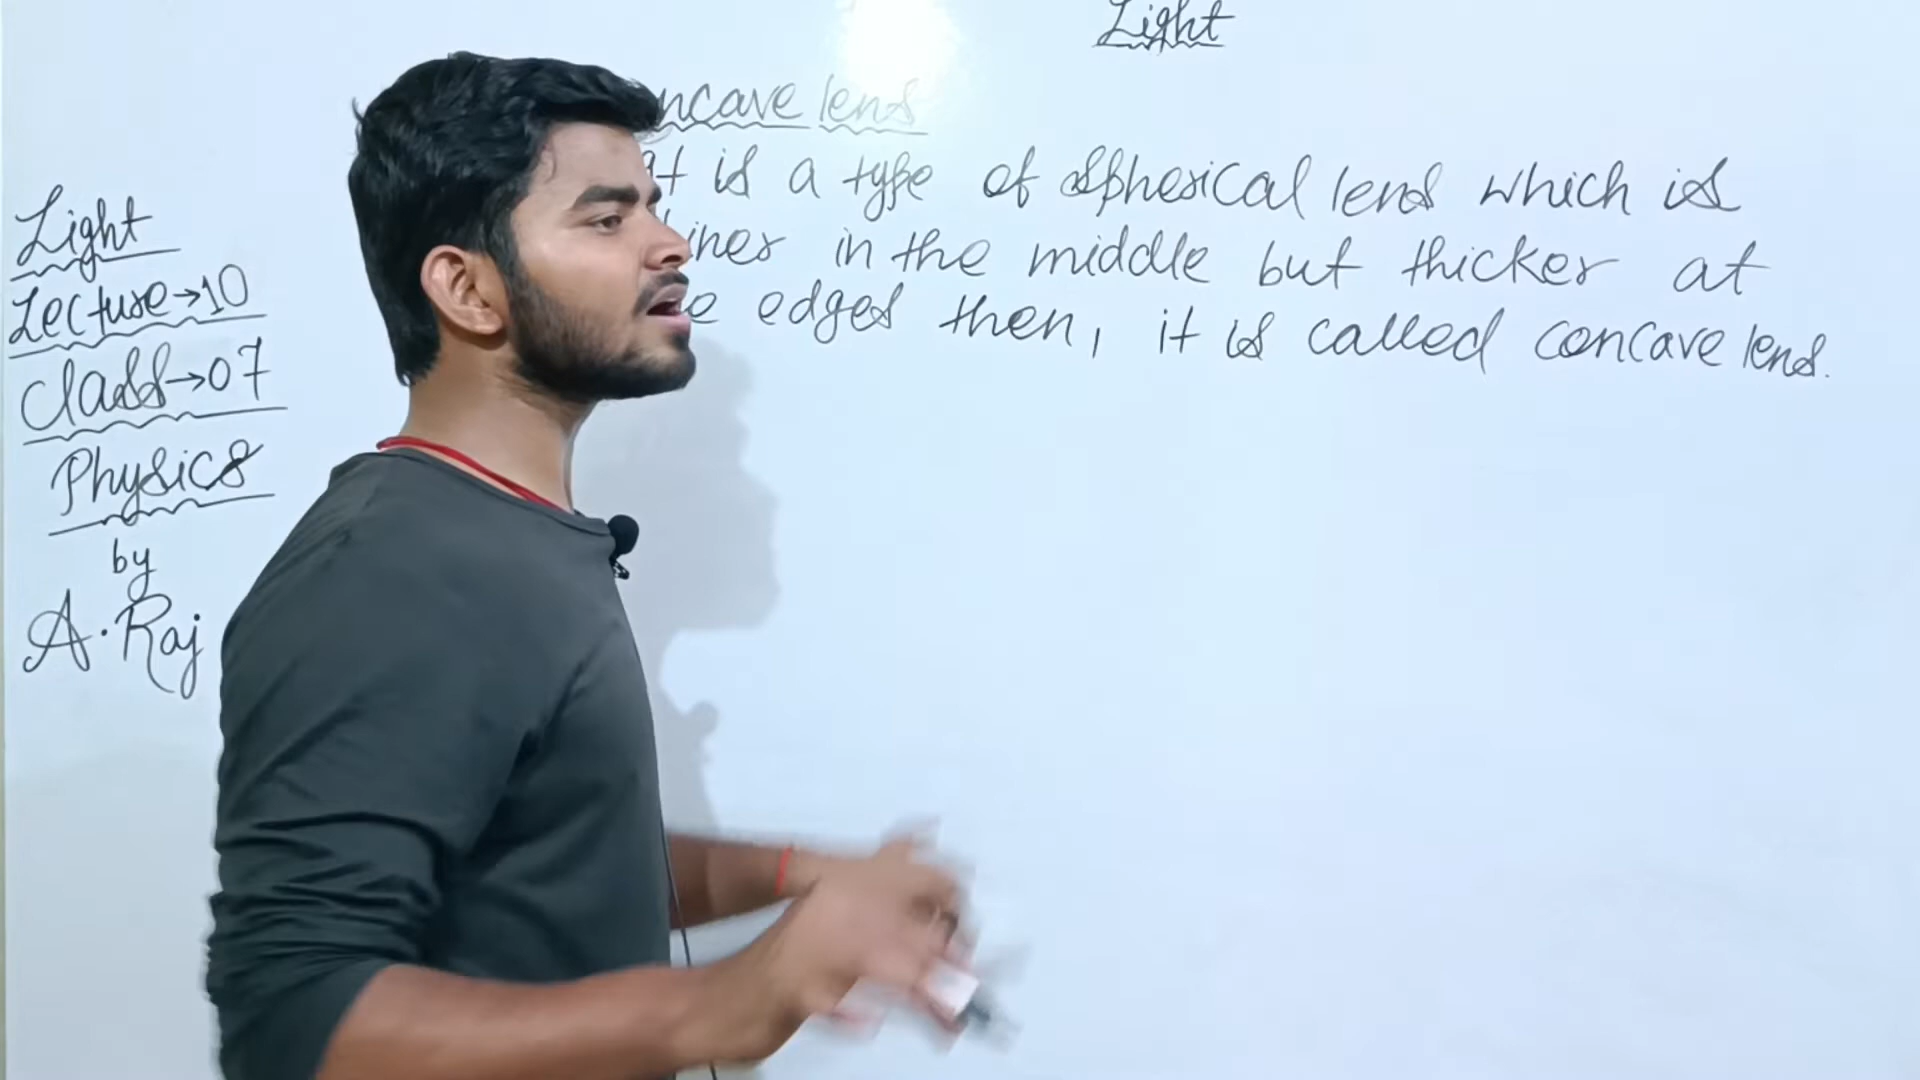 Light
Light
Lecture→10
Class→07
Physics
by
A. Raj
ncave lens
It is a type of spherical lens which is
iner in the middle but thicker at
e edges then, it is called concave lens.